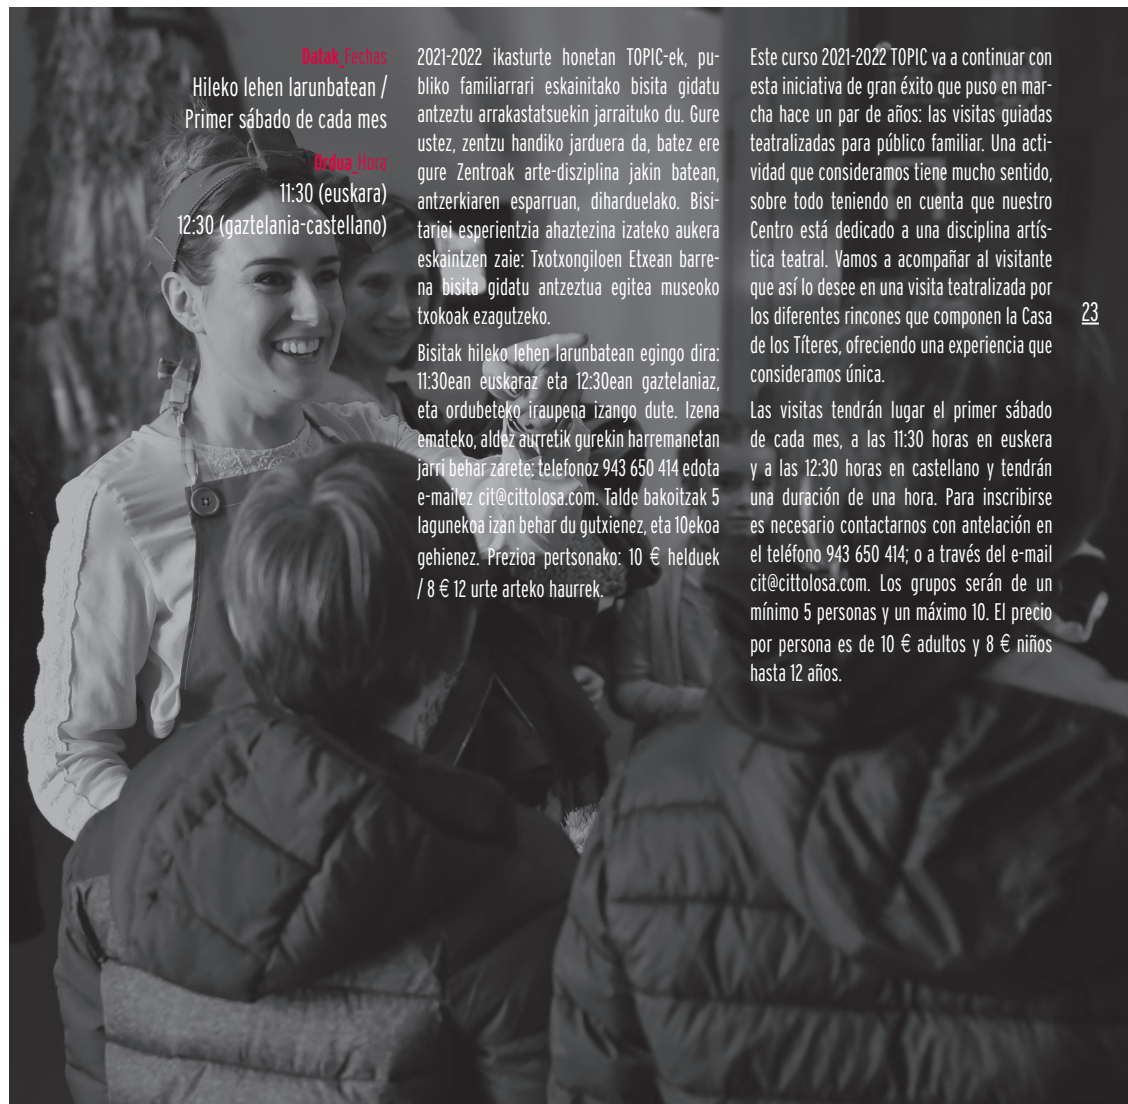 Datak_Fechas
Hileko lehen larunbatean /
Primer sábado de cada mes
Ordua_Hora
11:30 (euskara)
12:30 (gaztelania-castellano)
2021-2022 ikasturte honetan TOPIC-ek, pu-
bliko familiarrari eskainitako bisita gidatu
antzeztu arrakastatsuekin jarraituko du. Gure
ustez, zentzu handiko jarduera da, batez ere
gure Zentroak arte-disziplina jakin batean,
antzerkiaren esparruan, diharduelako. Bisi-
tariei esperientzia ahaztezina izateko aukera
eskaintzen zaie: Txotxongiloen Etxean barre-
na bisita gidatu antzeztua egitea museoko
txokoak ezagutzeko.
Bisitak hileko lehen larunbatean egingo dira:
11:30ean euskaraz eta 12:30ean gaztelaniaz,
eta ordubeteko iraupena izango dute. Izena
emateko, aldez aurretik gurekin harremanetan
jarri behar zarete: telefonoz 943 650 414 edota
e-mailez cit@cittolosa.com. Talde bakoitzak 5
lagunekoa izan behar du gutxienez, eta 10ekoa
gehienez. Prezioa pertsonako: 10 € helduek
/ 8 € 12 urte arteko haurrek.
Este curso 2021-2022 TOPIC va a continuar con
esta iniciativa de gran éxito que puso en mar-
cha hace un par de años: las visitas guiadas
teatralizadas para público familiar. Una acti-
vidad que consideramos tiene mucho sentido,
sobre todo teniendo en cuenta que nuestro
Centro está dedicado a una disciplina artís-
tica teatral. Vamos a acompañar al visitante
que así lo desee en una visita teatralizada por
los diferentes rincones que componen la Casa
de los Títeres, ofreciendo una experiencia que
consideramos única.
Las visitas tendrán lugar el primer sábado
de cada mes, a las 11:30 horas en euskera
y a las 12:30 horas en castellano y tendrán
una duración de una hora. Para inscribirse
es necesario contactarnos con antelación en
el teléfono 943 650 414; o a través del e-mail
cit@cittolosa.com. Los grupos serán de un
mínimo 5 personas y un máximo 10. El precio
por persona es de 10 € adultos y 8 € niños
hasta 12 años.
23